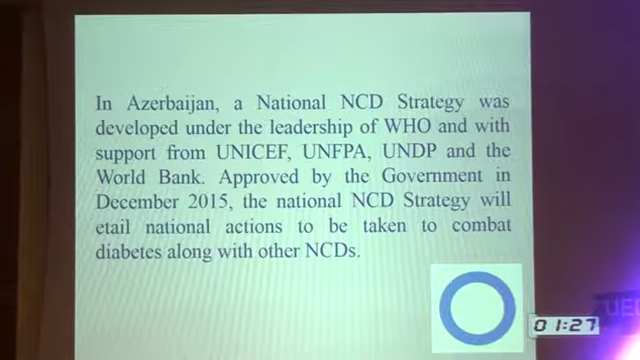 In Azerbaijan, a National NCD Strategy was
developed under the leadership of WHO and with
support from UNICEF, UNFPA, UNDP and the
World Bank. Approved by the Government in
December 2015, the national NCD Strategy will
etail national actions to be taken to combat
diabetes along with other NCDs.
01:27
UED